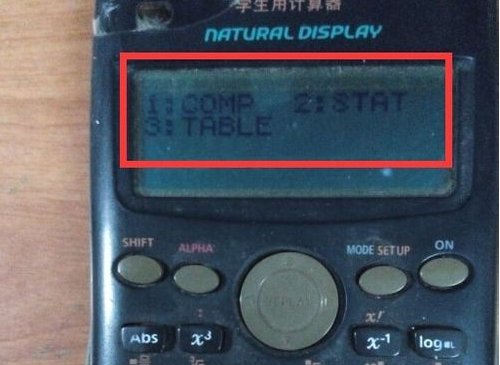 学生用计算器
NATURAL DISPLAY
1:COMP 2:STAT
3:TABLE
SHIFT ALPHA MODE SETUP ON
REPLAY
x!
Abs x³ x⁻¹ log